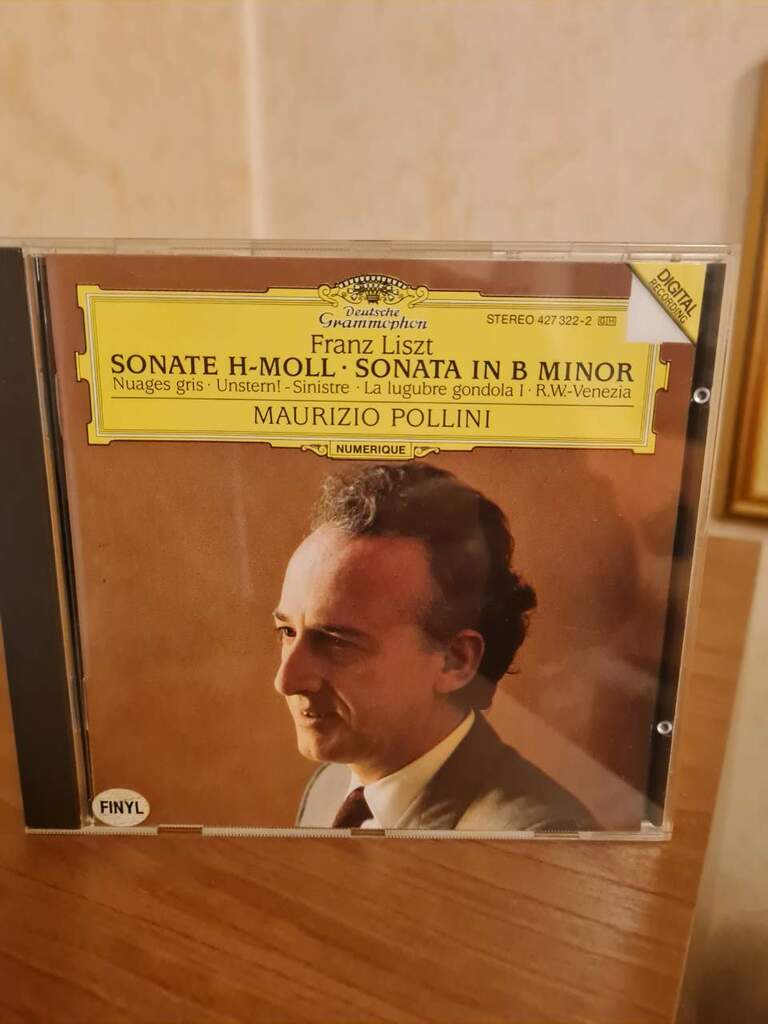 Deutsche
Grammophon
STEREO 427 322-2 GH
DIGITAL
RECORDING
Franz Liszt
SONATE H-MOLL · SONATA IN B MINOR
Nuages gris · Unstern! - Sinistre · La lugubre gondola I · R.W.-Venezia
MAURIZIO POLLINI
NUMERIQUE
FINYL